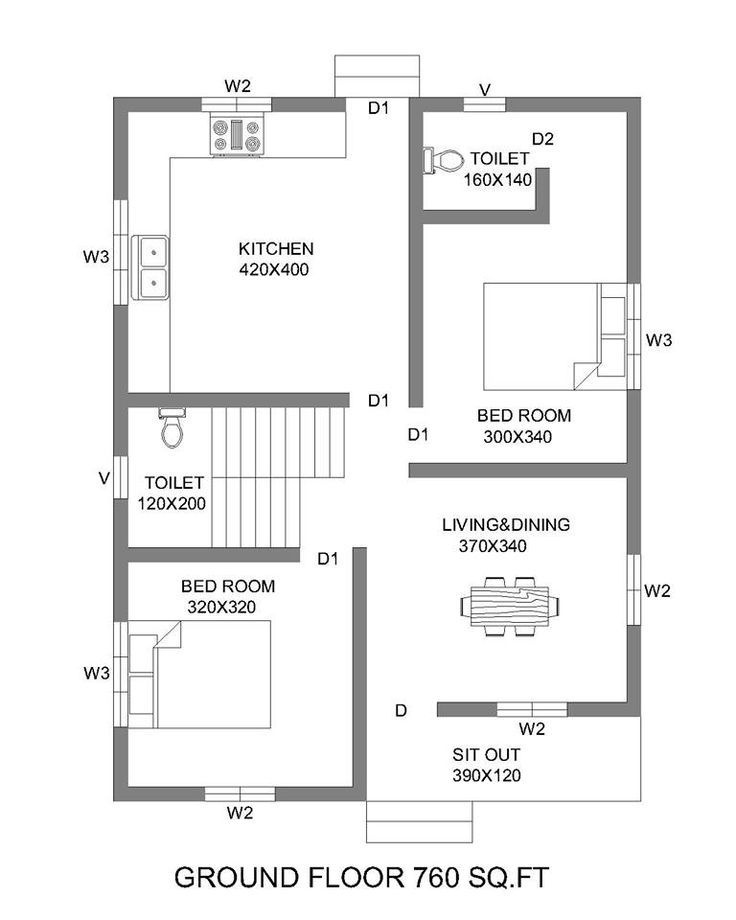 W2
D1
V
D2
TOILET
160X140
W3
KITCHEN
420X400
W3
D1
BED ROOM
300X340
D1
V
TOILET
120X200
LIVING&DINING
370X340
D1
BED ROOM
320X320
W2
W3
D
W2
SIT OUT
390X120
W2
GROUND FLOOR 760 SQ.FT